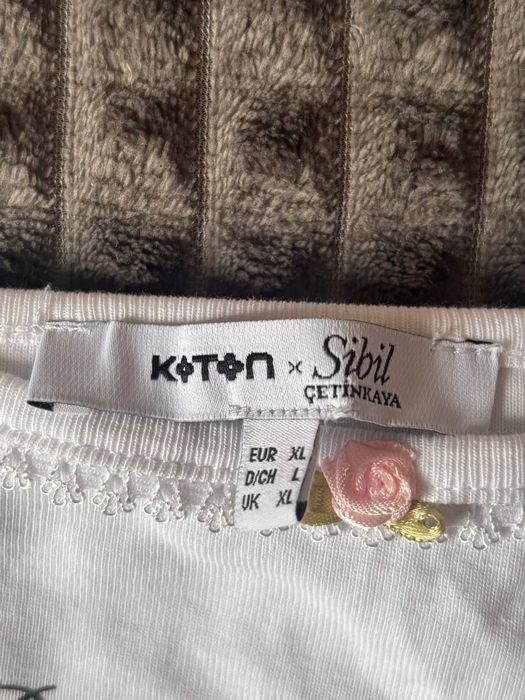 KOTON x Sibil
ÇETİNKAYA
EUR XL
D/CH L
UK XL